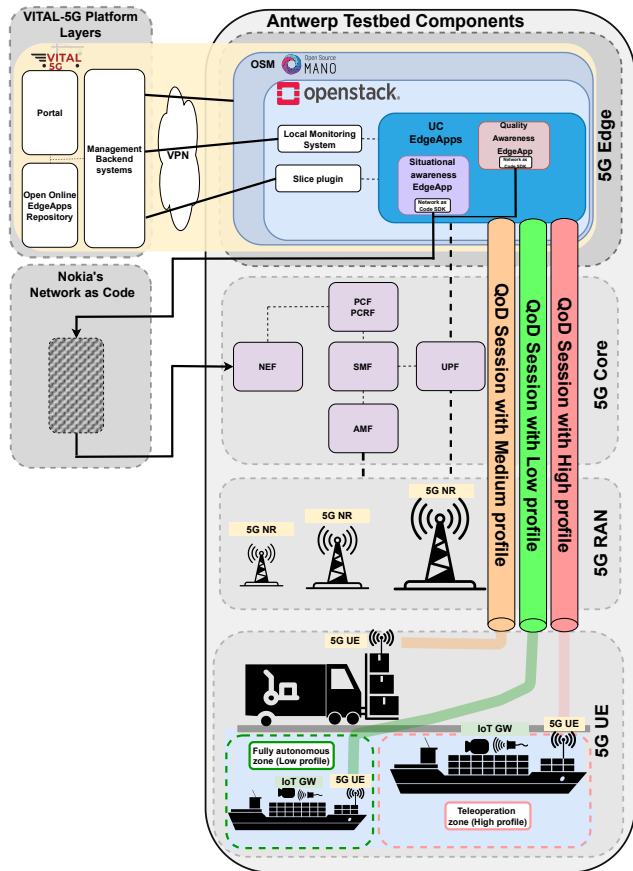 VITAL-5G Platform
Layers
VITAL
5G
Portal
Open Online
EdgeApps
Repository
Management
Backend
systems
VPN
Nokia's
Network as Code
Antwerp Testbed Components
OSM
Open Source
MANO
openstack.
Local Monitoring
System
Slice plugin
UC
EdgeApps
Quality
Awareness
EdgeApp
Network as
Code SDK
Situational
awareness
EdgeApp
Network as
Code SDK
5G Edge
PCF
PCRF
NEF
SMF
UPF
AMF
5G Core
QoD Session with Medium profile
QoD Session with Low profile
QoD Session with High profile
5G NR
5G NR
5G NR
5G RAN
5G UE
IoT GW
5G UE
Fully autonomous
zone (Low profile)
IoT GW
5G UE
Teleoperation
zone (High profile)
5G UE